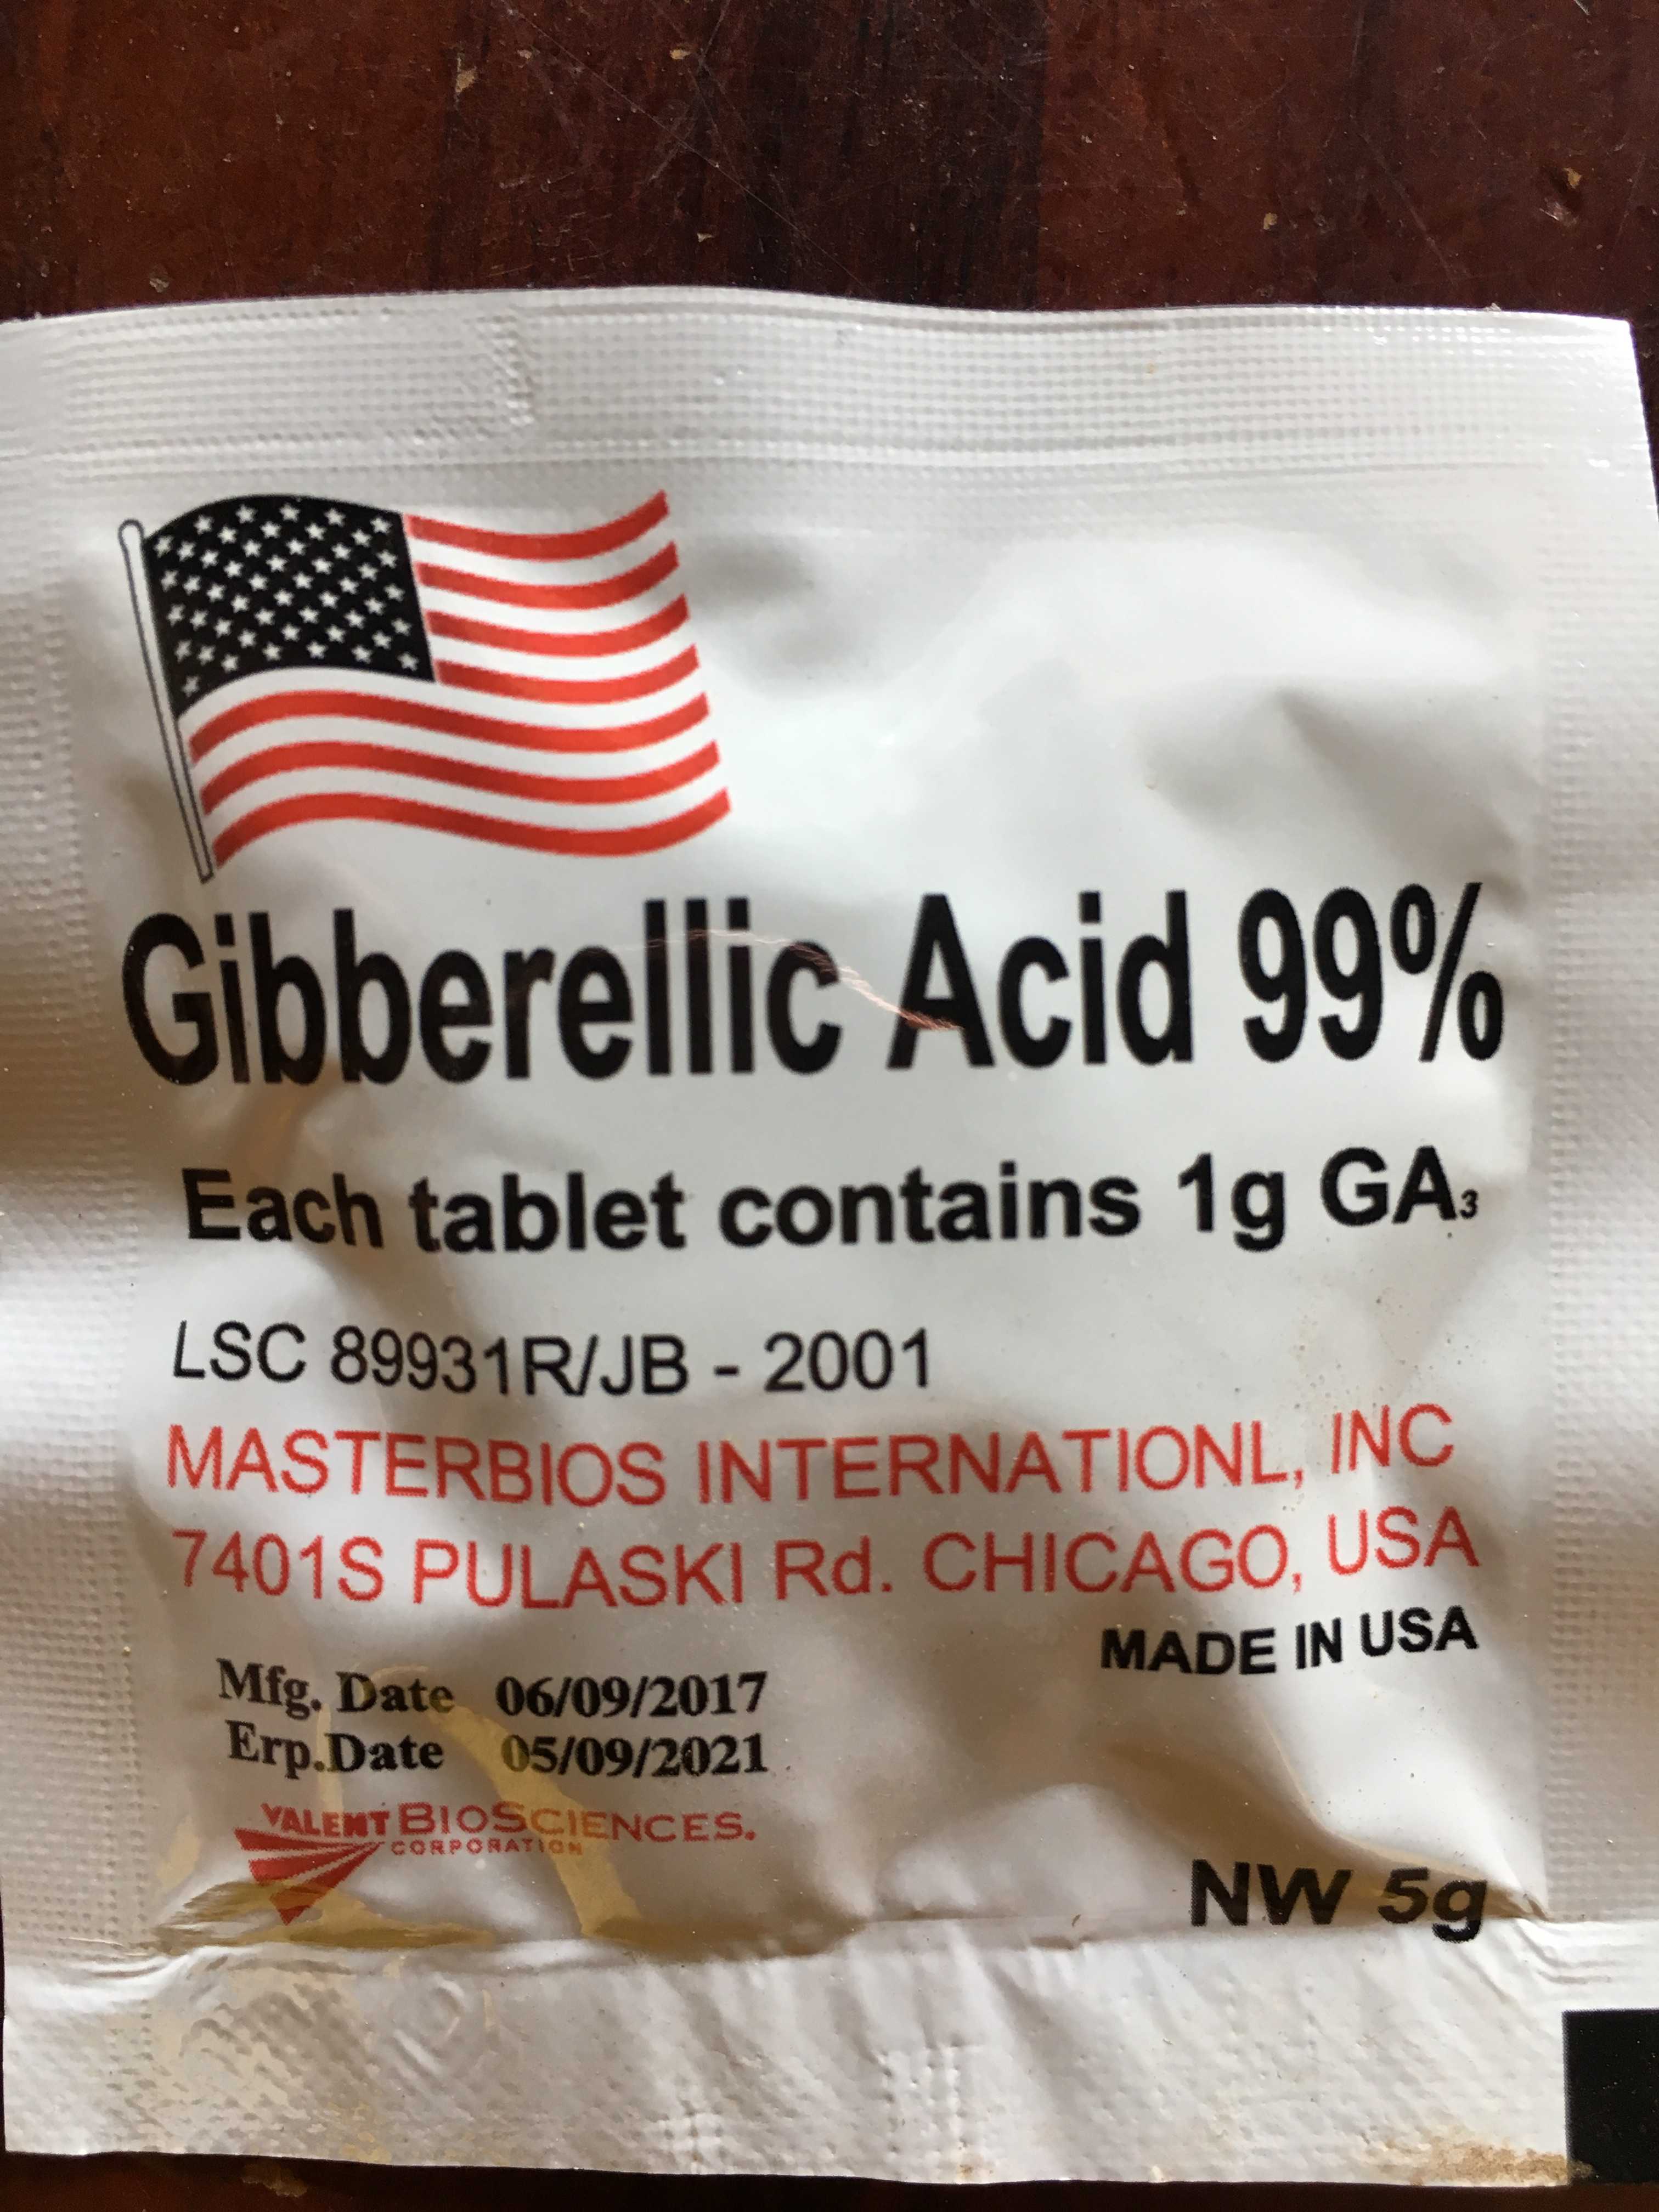 Gibberellic Acid 99%
Each tablet contains 1g GA₃
LSC 89931R/JB - 2001
MASTERBIOS INTERNATIONL, INC
7401S PULASKI Rd. CHICAGO, USA
MADE IN USA
Mfg. Date 06/09/2017
Erp.Date 05/09/2021
VALENT BIOSCIENCES.
CORPORATION
NW 5g